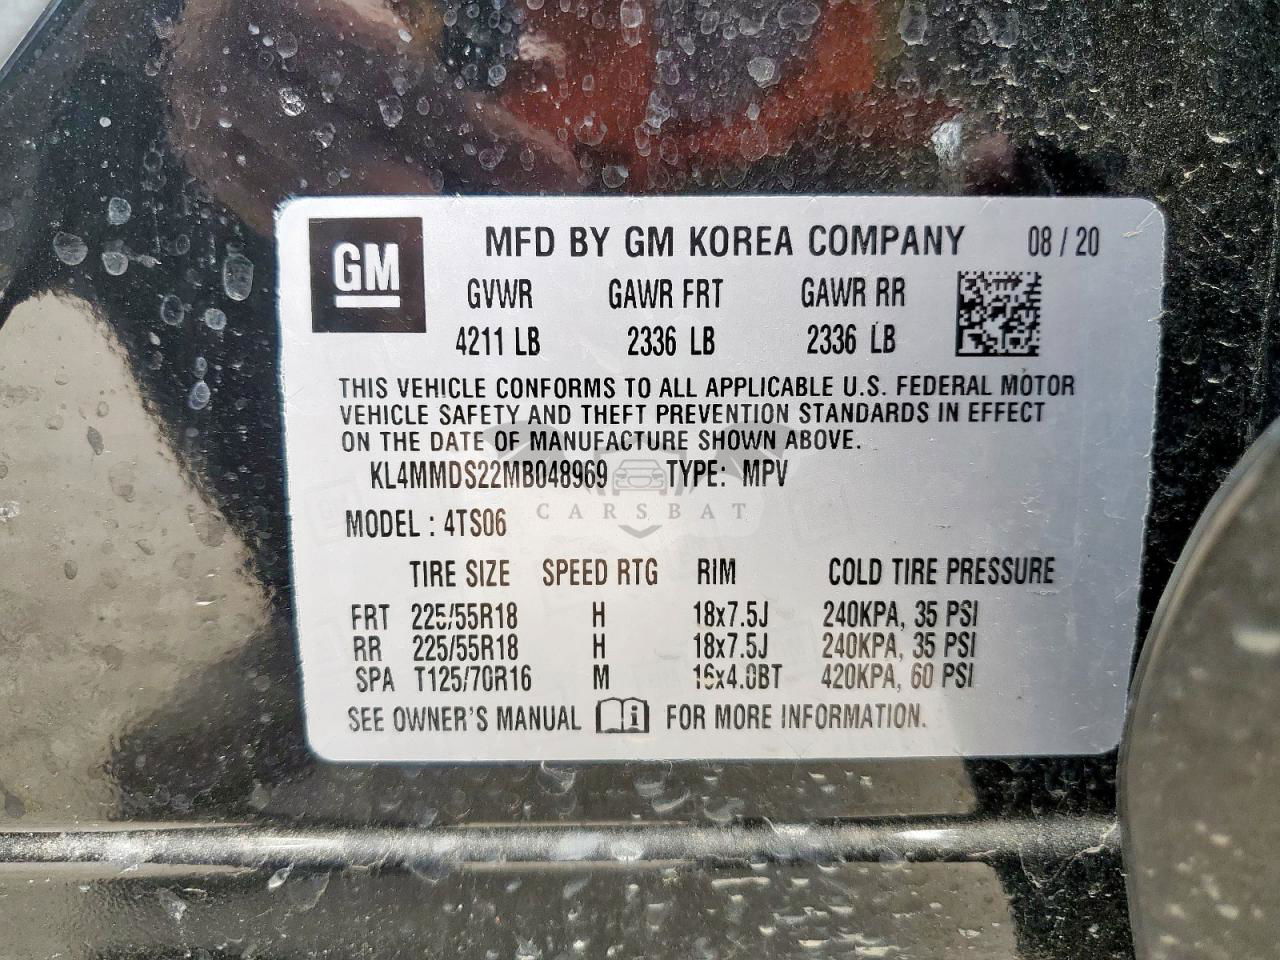 GM
MFD BY GM KOREA COMPANY 08 / 20
GVWR GAWR FRT GAWR RR
4211 LB 2336 LB 2336 LB
THIS VEHICLE CONFORMS TO ALL APPLICABLE U.S. FEDERAL MOTOR
VEHICLE SAFETY AND THEFT PREVENTION STANDARDS IN EFFECT
ON THE DATE OF MANUFACTURE SHOWN ABOVE.
KL4MMDS22MB048969 TYPE: MPV
CARSBAT
MODEL : 4TS06
TIRE SIZE SPEED RTG RIM COLD TIRE PRESSURE
FRT 225/55R18 H 18x7.5J 240KPA, 35 PSI
RR 225/55R18 H 18x7.5J 240KPA, 35 PSI
SPA T125/70R16 M 16x4.0BT 420KPA, 60 PSI
SEE OWNER'S MANUAL i FOR MORE INFORMATION.